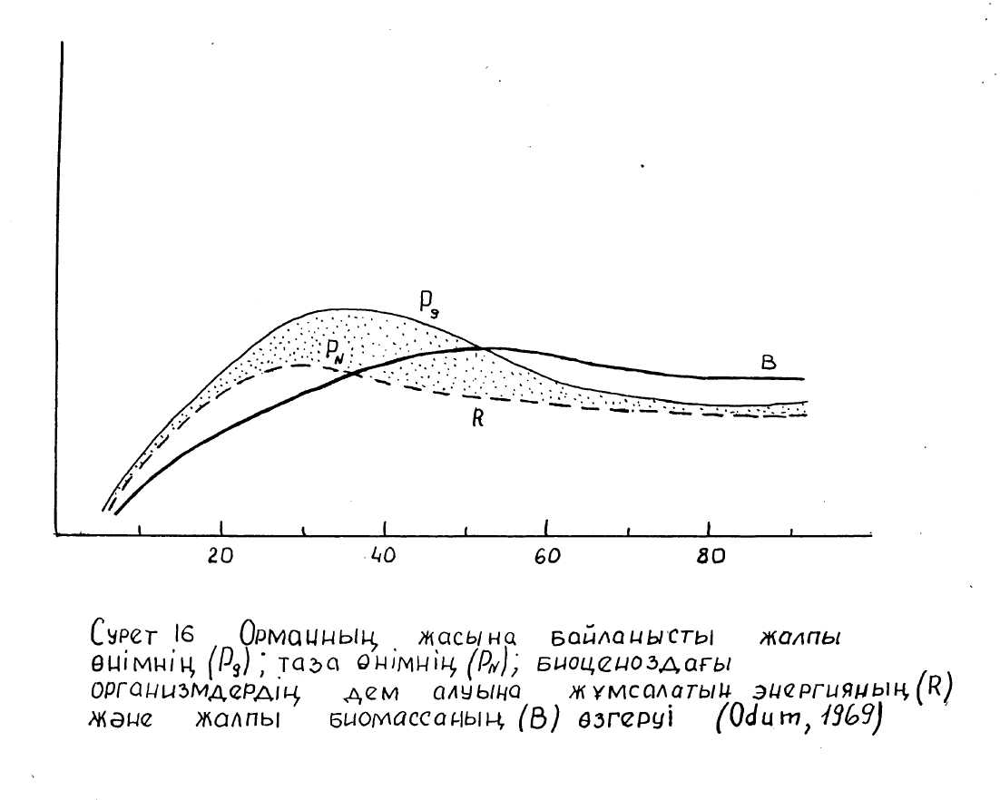 Pg
PN
B
R
20 40 60 80
Сурет 16 Орманның жасына байланысты жалпы
өнімнің (Pg); таза өнімнің (PN); биоценоздағы
организмдердің дем алуына жұмсалатын энергияның (R)
және жалпы биомассаның (B) өзгеруі (Odum, 1969)